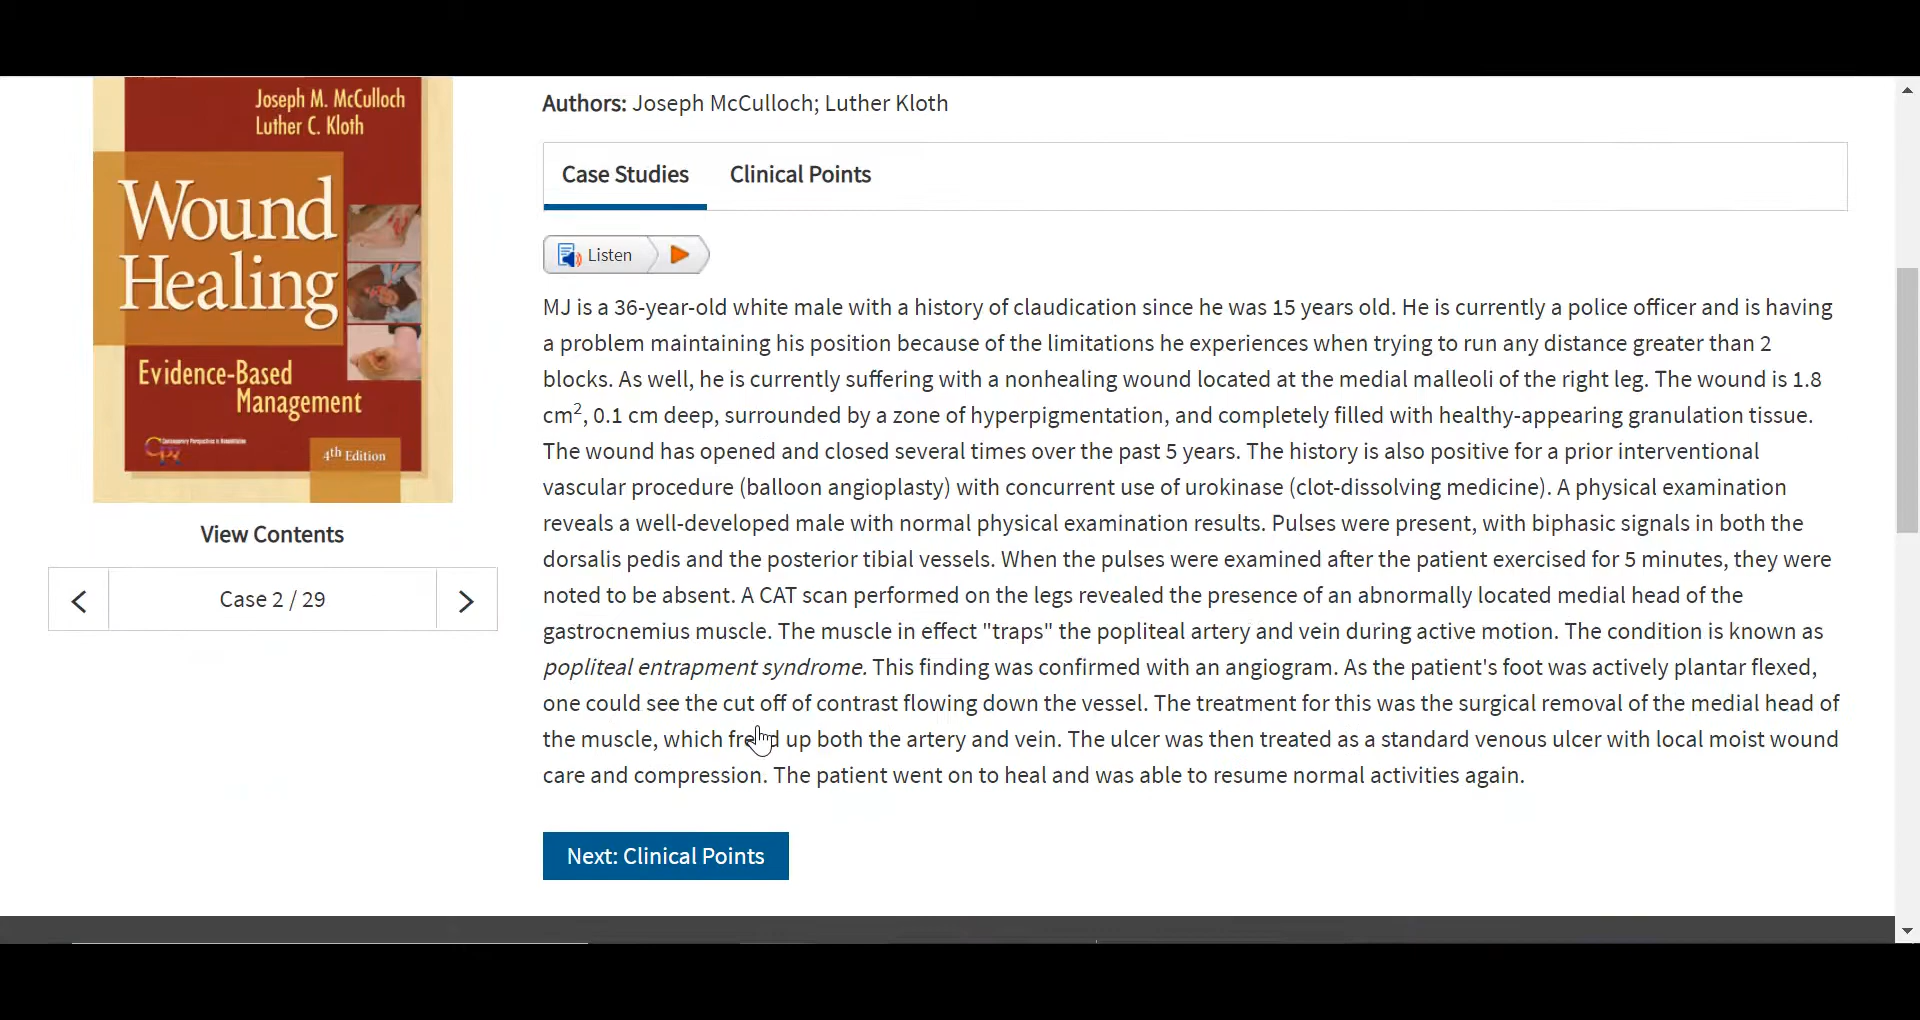 Joseph M. McCulloch
Luther C. Kloth
Wound
Healing
Evidence-Based
Management
Contemporary Perspectives in Rehabilitation
CPR
4th Edition
View Contents
Case 2 / 29
Authors: Joseph McCulloch; Luther Kloth
Case Studies Clinical Points
Listen
MJ is a 36-year-old white male with a history of claudication since he was 15 years old. He is currently a police officer and is having
a problem maintaining his position because of the limitations he experiences when trying to run any distance greater than 2
blocks. As well, he is currently suffering with a nonhealing wound located at the medial malleoli of the right leg. The wound is 1.8
cm², 0.1 cm deep, surrounded by a zone of hyperpigmentation, and completely filled with healthy-appearing granulation tissue.
The wound has opened and closed several times over the past 5 years. The history is also positive for a prior interventional
vascular procedure (balloon angioplasty) with concurrent use of urokinase (clot-dissolving medicine). A physical examination
reveals a well-developed male with normal physical examination results. Pulses were present, with biphasic signals in both the
dorsalis pedis and the posterior tibial vessels. When the pulses were examined after the patient exercised for 5 minutes, they were
noted to be absent. A CAT scan performed on the legs revealed the presence of an abnormally located medial head of the
gastrocnemius muscle. The muscle in effect "traps" the popliteal artery and vein during active motion. The condition is known as
popliteal entrapment syndrome. This finding was confirmed with an angiogram. As the patient's foot was actively plantar flexed,
one could see the cut off of contrast flowing down the vessel. The treatment for this was the surgical removal of the medial head of
the muscle, which freed up both the artery and vein. The ulcer was then treated as a standard venous ulcer with local moist wound
care and compression. The patient went on to heal and was able to resume normal activities again.
Next: Clinical Points